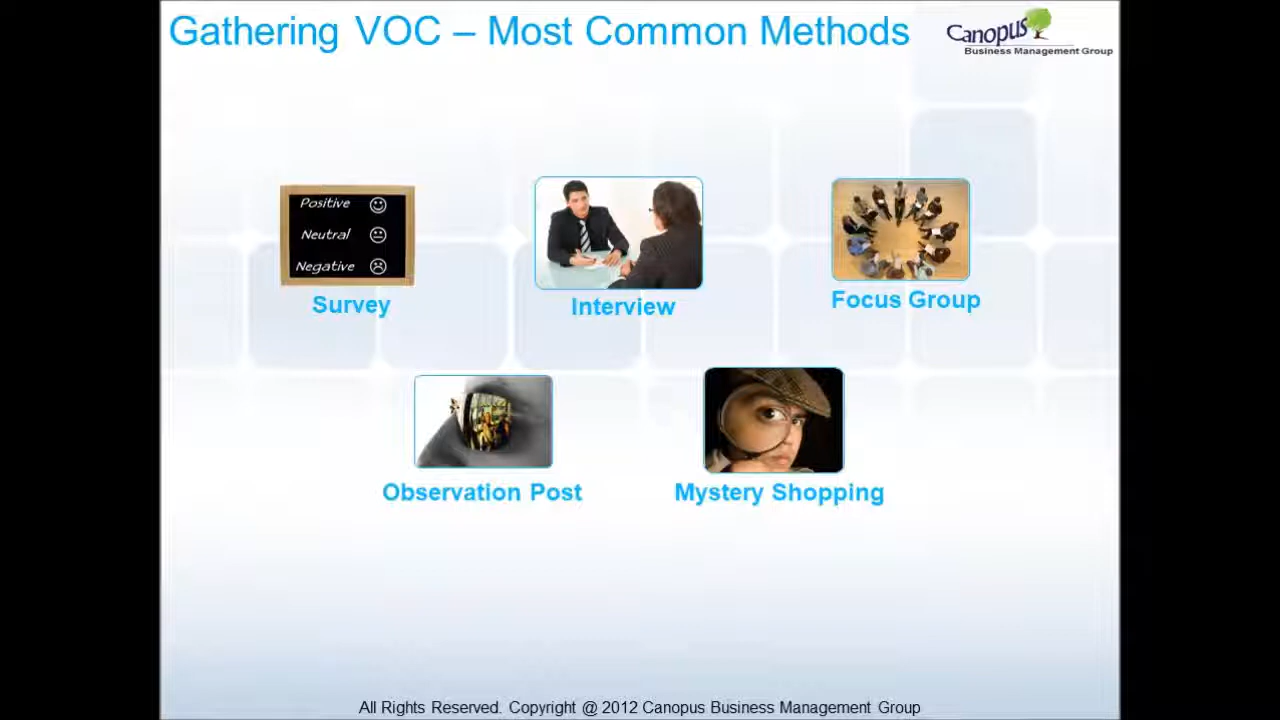 Gathering VOC – Most Common Methods
Canopus
Business Management Group
Positive
Neutral
Negative
Survey
Interview
Focus Group
Observation Post
Mystery Shopping
All Rights Reserved. Copyright @ 2012 Canopus Business Management Group